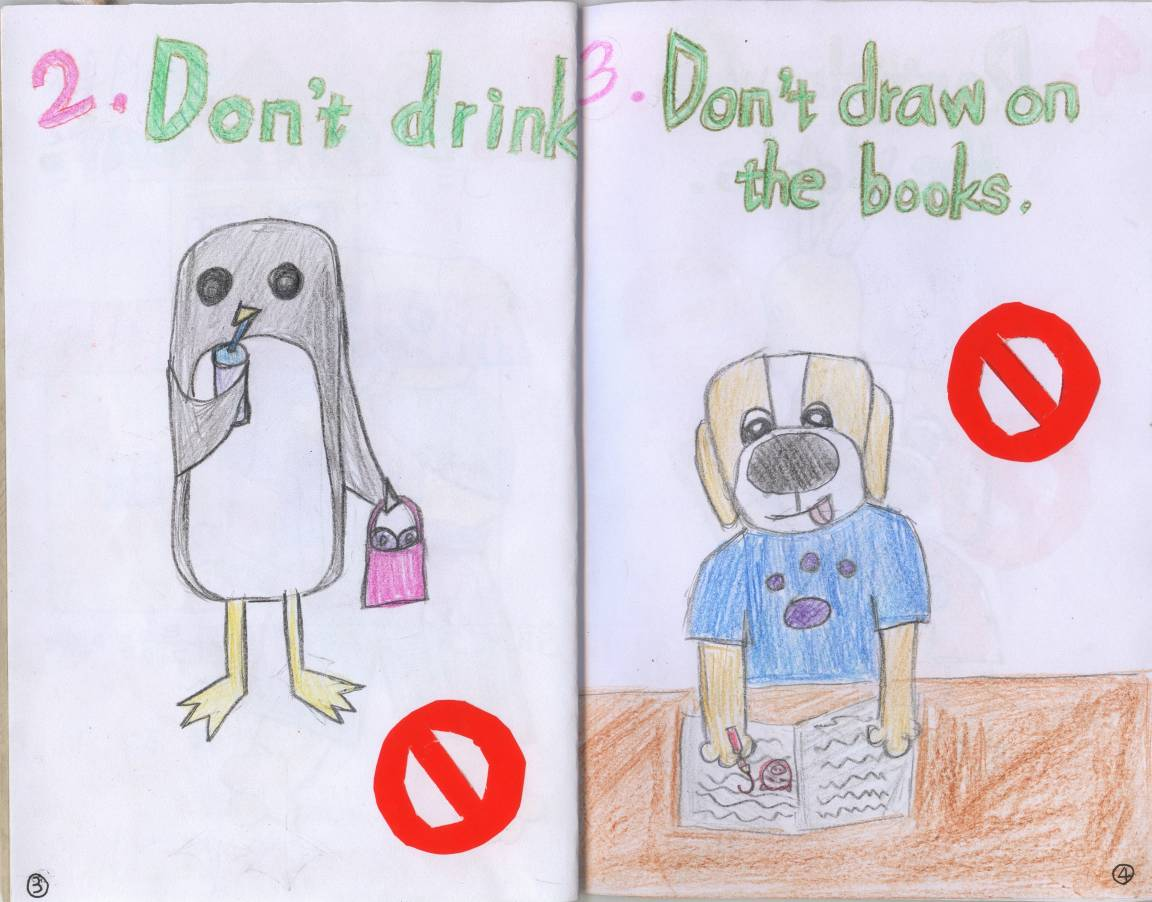 2. Don't drink
③
3. Don't draw on
the books.
④